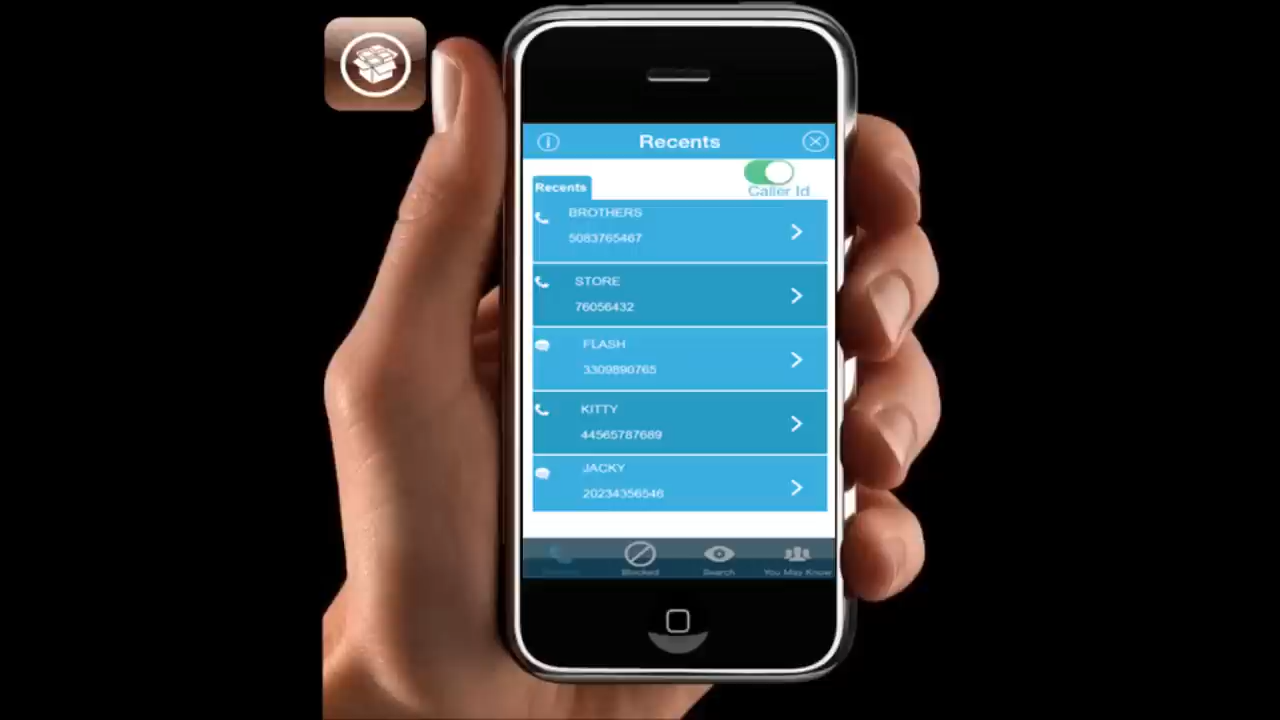 Recents
Caller Id
Recents
BROTHERS
5083765467
STORE
76056432
FLASH
3309890765
KITTY
44565787689
JACKY
20234356546
Blocked
Search
You May Know